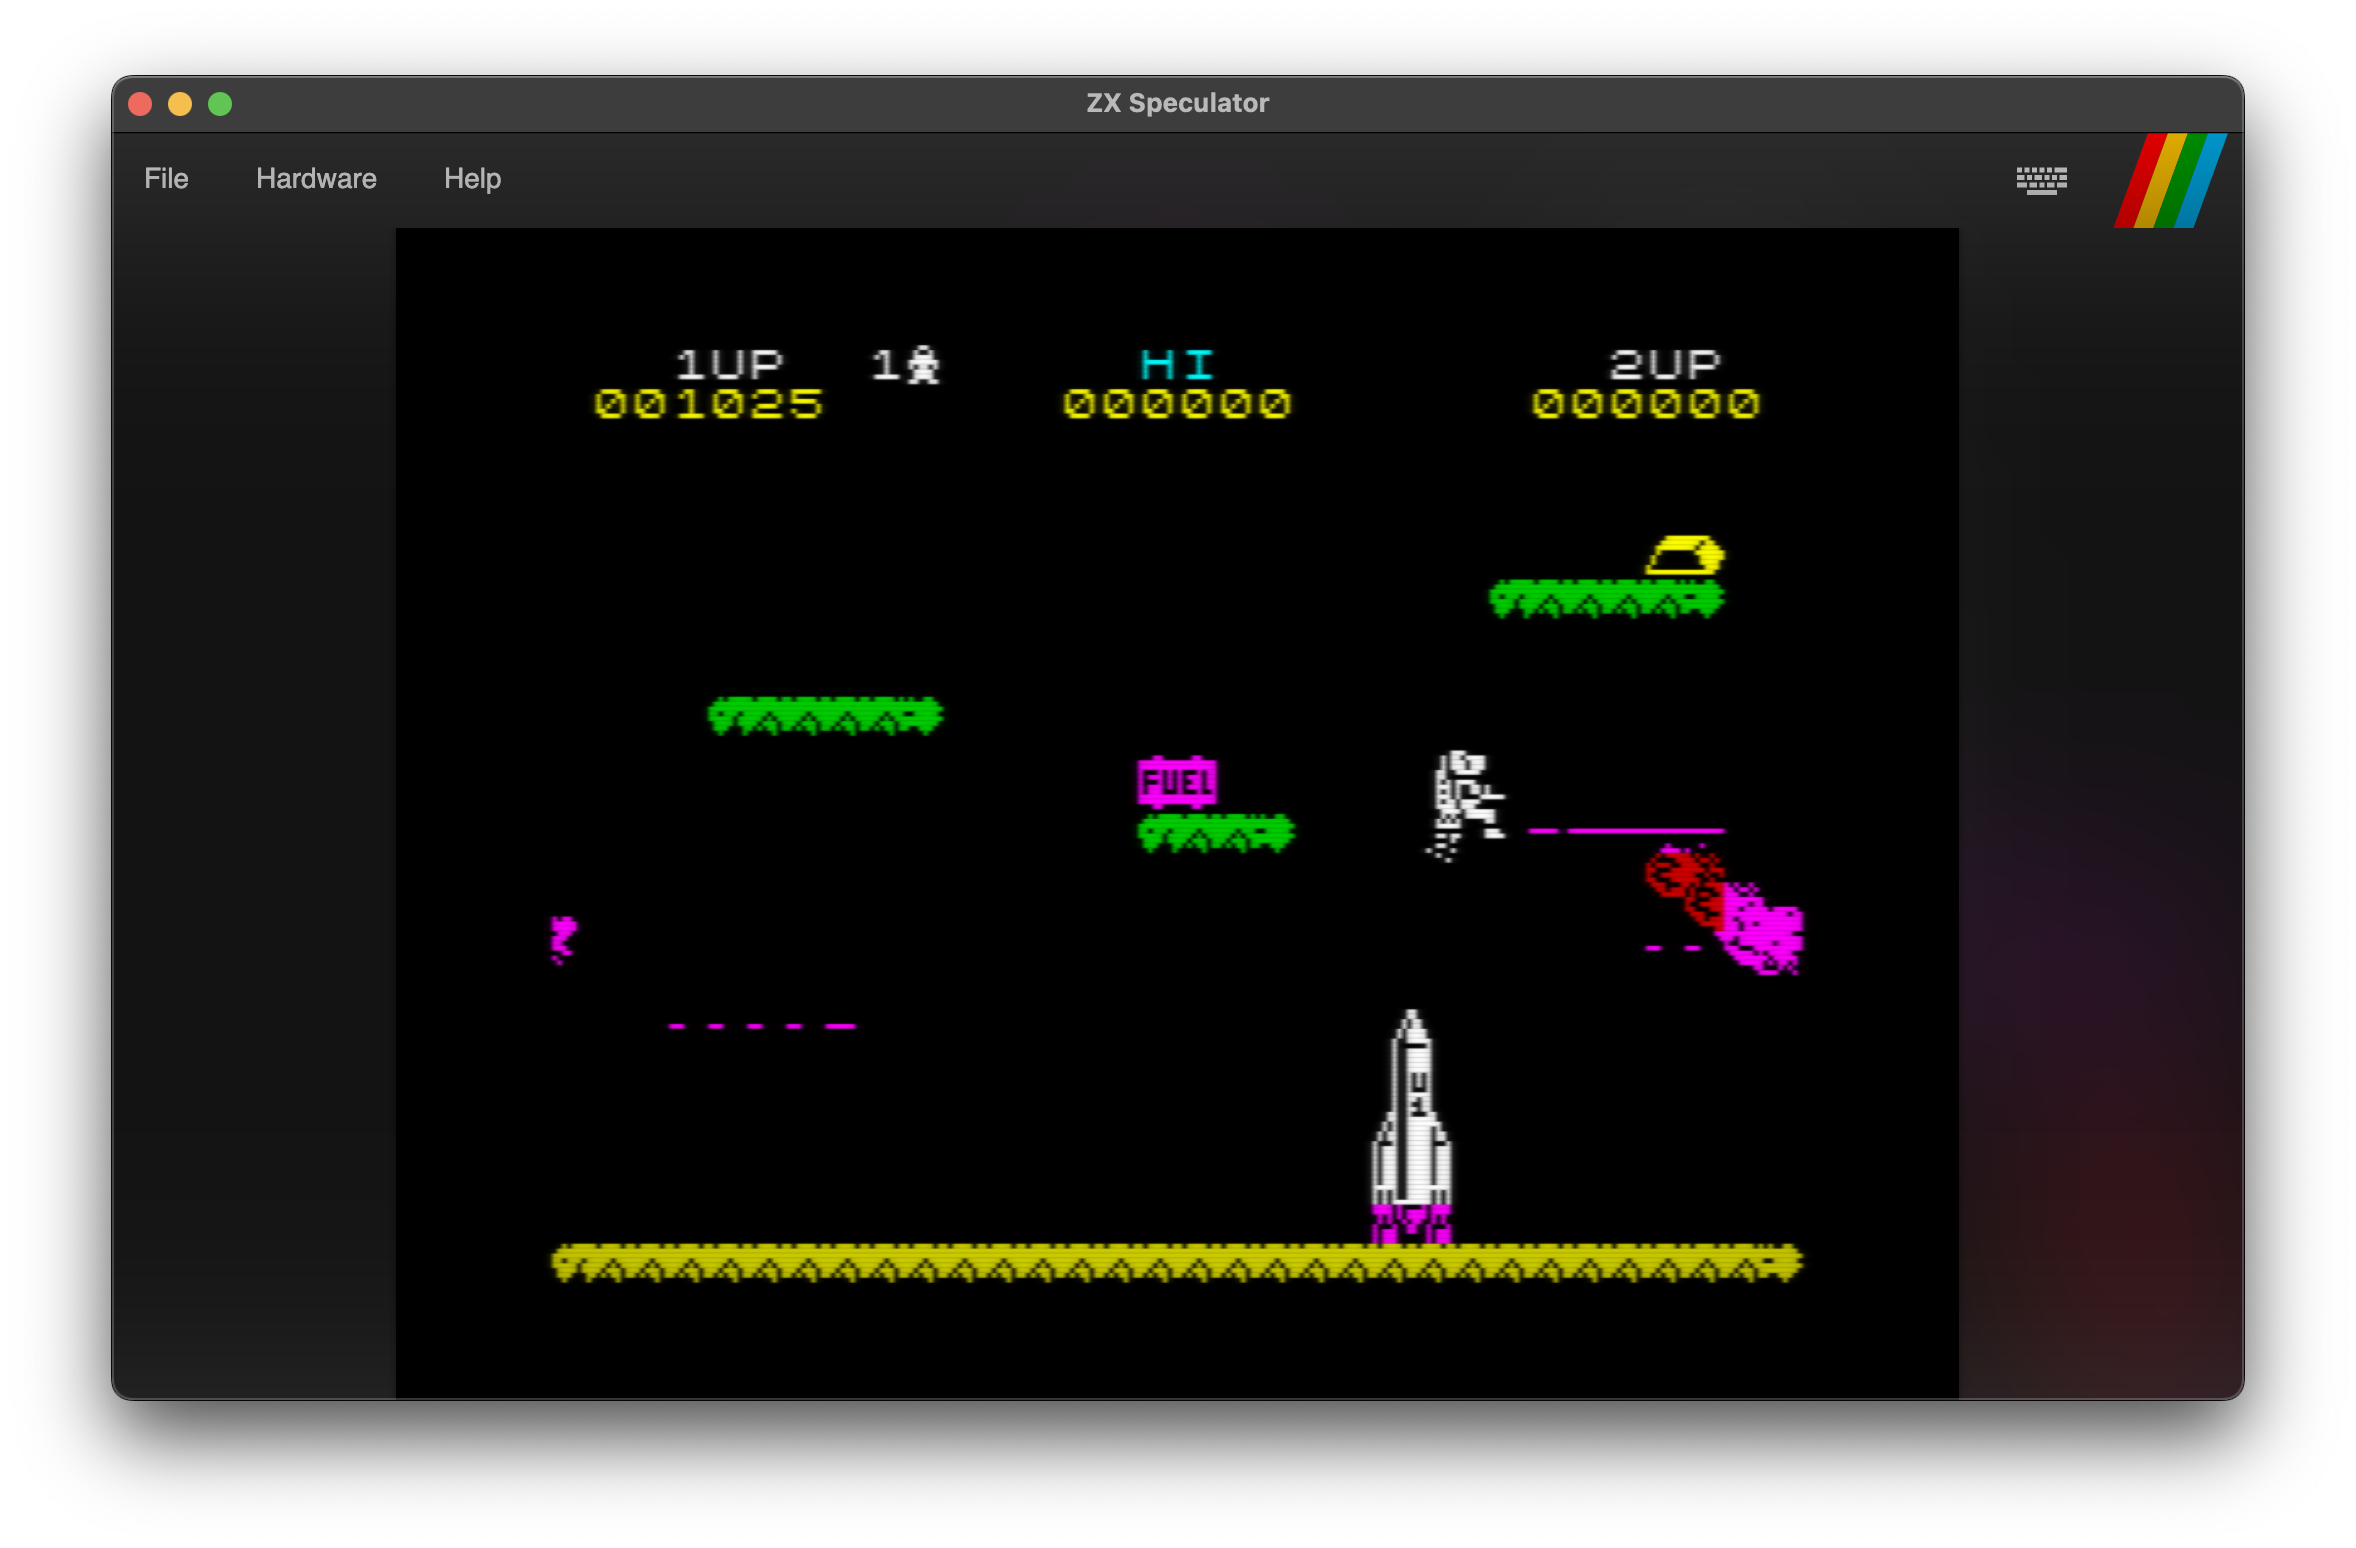 ZX Speculator
File Hardware Help
1UP 1 HI 2UP
001025 000000 000000
FUEL